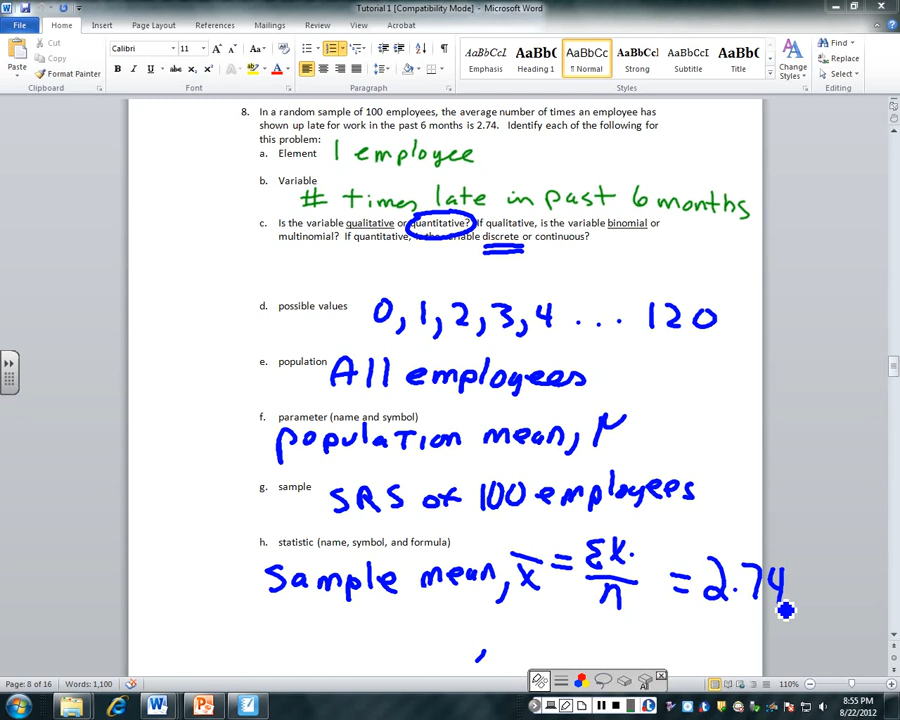 Tutorial 1 [Compatibility Mode] - Microsoft Word
File Home Insert Page Layout References Mailings Review View Acrobat
Paste
Cut
Copy
Format Painter
Clipboard
Calibri 11
Font
Paragraph
AaBbCcI AaBbC AaBbCc AaBbCc AaBbCc AaBb(
Emphasis Heading 1 ¶ Normal Strong Subtitle Title
Styles
Change Styles
Find
Replace
Select
Editing
8. In a random sample of 100 employees, the average number of times an employee has
shown up late for work in the past 6 months is 2.74. Identify each of the following for
this problem:
a. Element 1 employee
b. Variable
# times late in past 6 months
c. Is the variable qualitative or quantitative? If qualitative, is the variable binomial or
multinomial? If quantitative, is the variable discrete or continuous?
d. possible values 0, 1, 2, 3, 4 ... 120
e. population All employees
f. parameter (name and symbol)
population mean, μ
g. sample SRS of 100 employees
h. statistic (name, symbol, and formula)
sample mean, x̄ = Σx / n = 2.74
Page: 8 of 16 Words: 1,100
110%
8:55 PM
8/22/2012